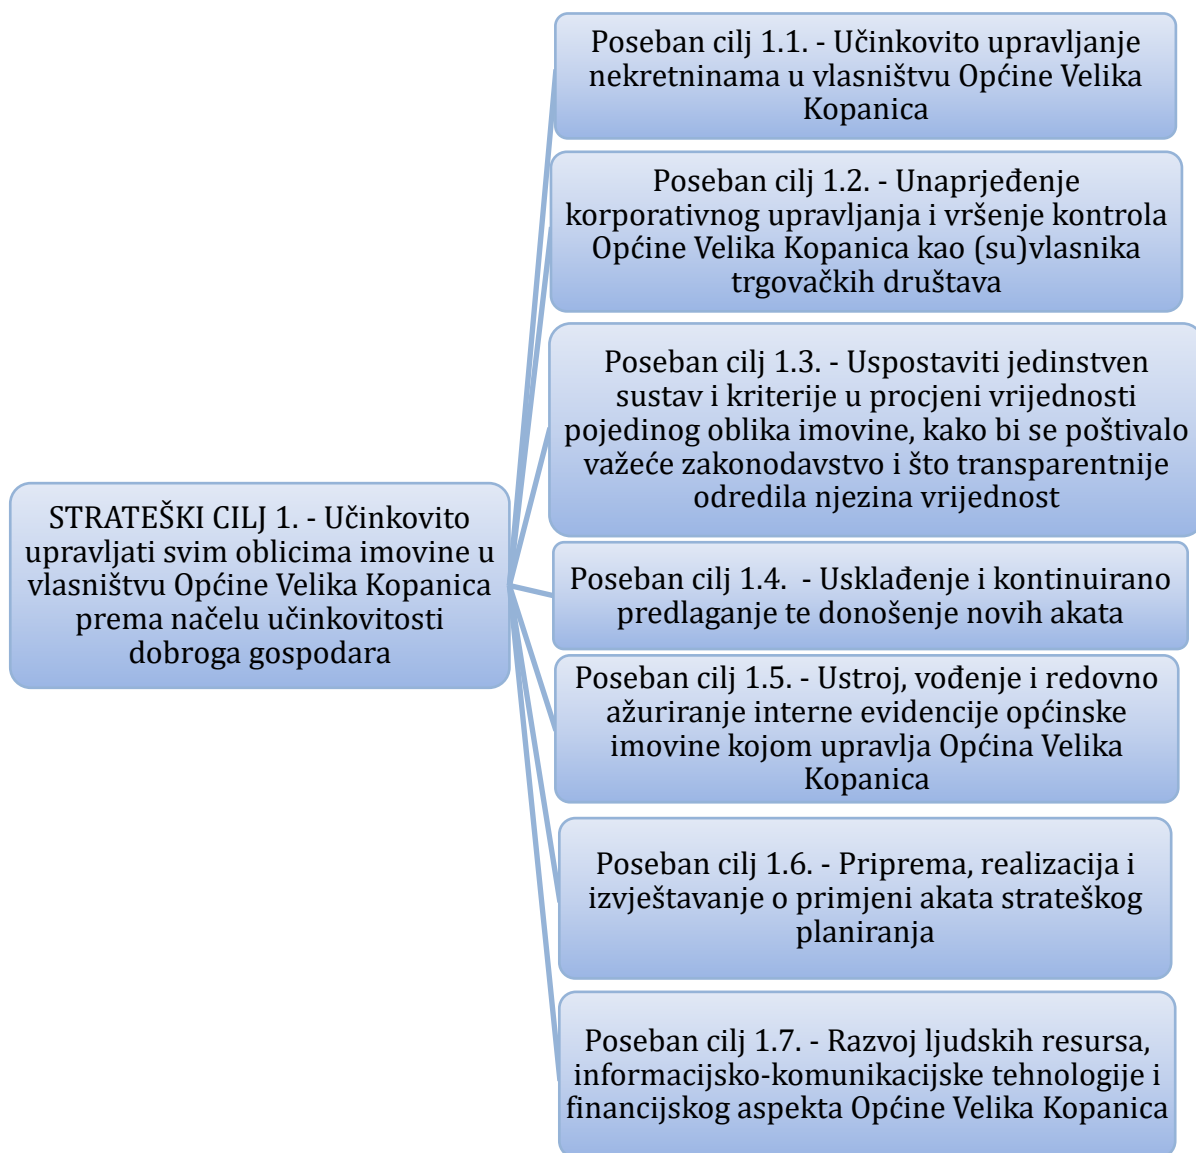 STRATEŠKI CILJ 1. - Učinkovito
upravljati svim oblicima imovine u
vlasništvu Općine Velika Kopanica
prema načelu učinkovitosti
dobroga gospodara
Poseban cilj 1.1. - Učinkovito upravljanje
nekretninama u vlasništvu Općine Velika
Kopanica
Poseban cilj 1.2. - Unaprjeđenje
korporativnog upravljanja i vršenje kontrola
Općine Velika Kopanica kao (su)vlasnika
trgovačkih društava
Poseban cilj 1.3. - Uspostaviti jedinstven
sustav i kriterije u procjeni vrijednosti
pojedinog oblika imovine, kako bi se poštivalo
važeće zakonodavstvo i što transparentnije
odredila njezina vrijednost
Poseban cilj 1.4.  - Usklađenje i kontinuirano
predlaganje te donošenje novih akata
Poseban cilj 1.5. - Ustroj, vođenje i redovno
ažuriranje interne evidencije općinske
imovine kojom upravlja Općina Velika
Kopanica
Poseban cilj 1.6. - Priprema, realizacija i
izvještavanje o primjeni akata strateškog
planiranja
Poseban cilj 1.7. - Razvoj ljudskih resursa,
informacijsko-komunikacijske tehnologije i
financijskog aspekta Općine Velika Kopanica